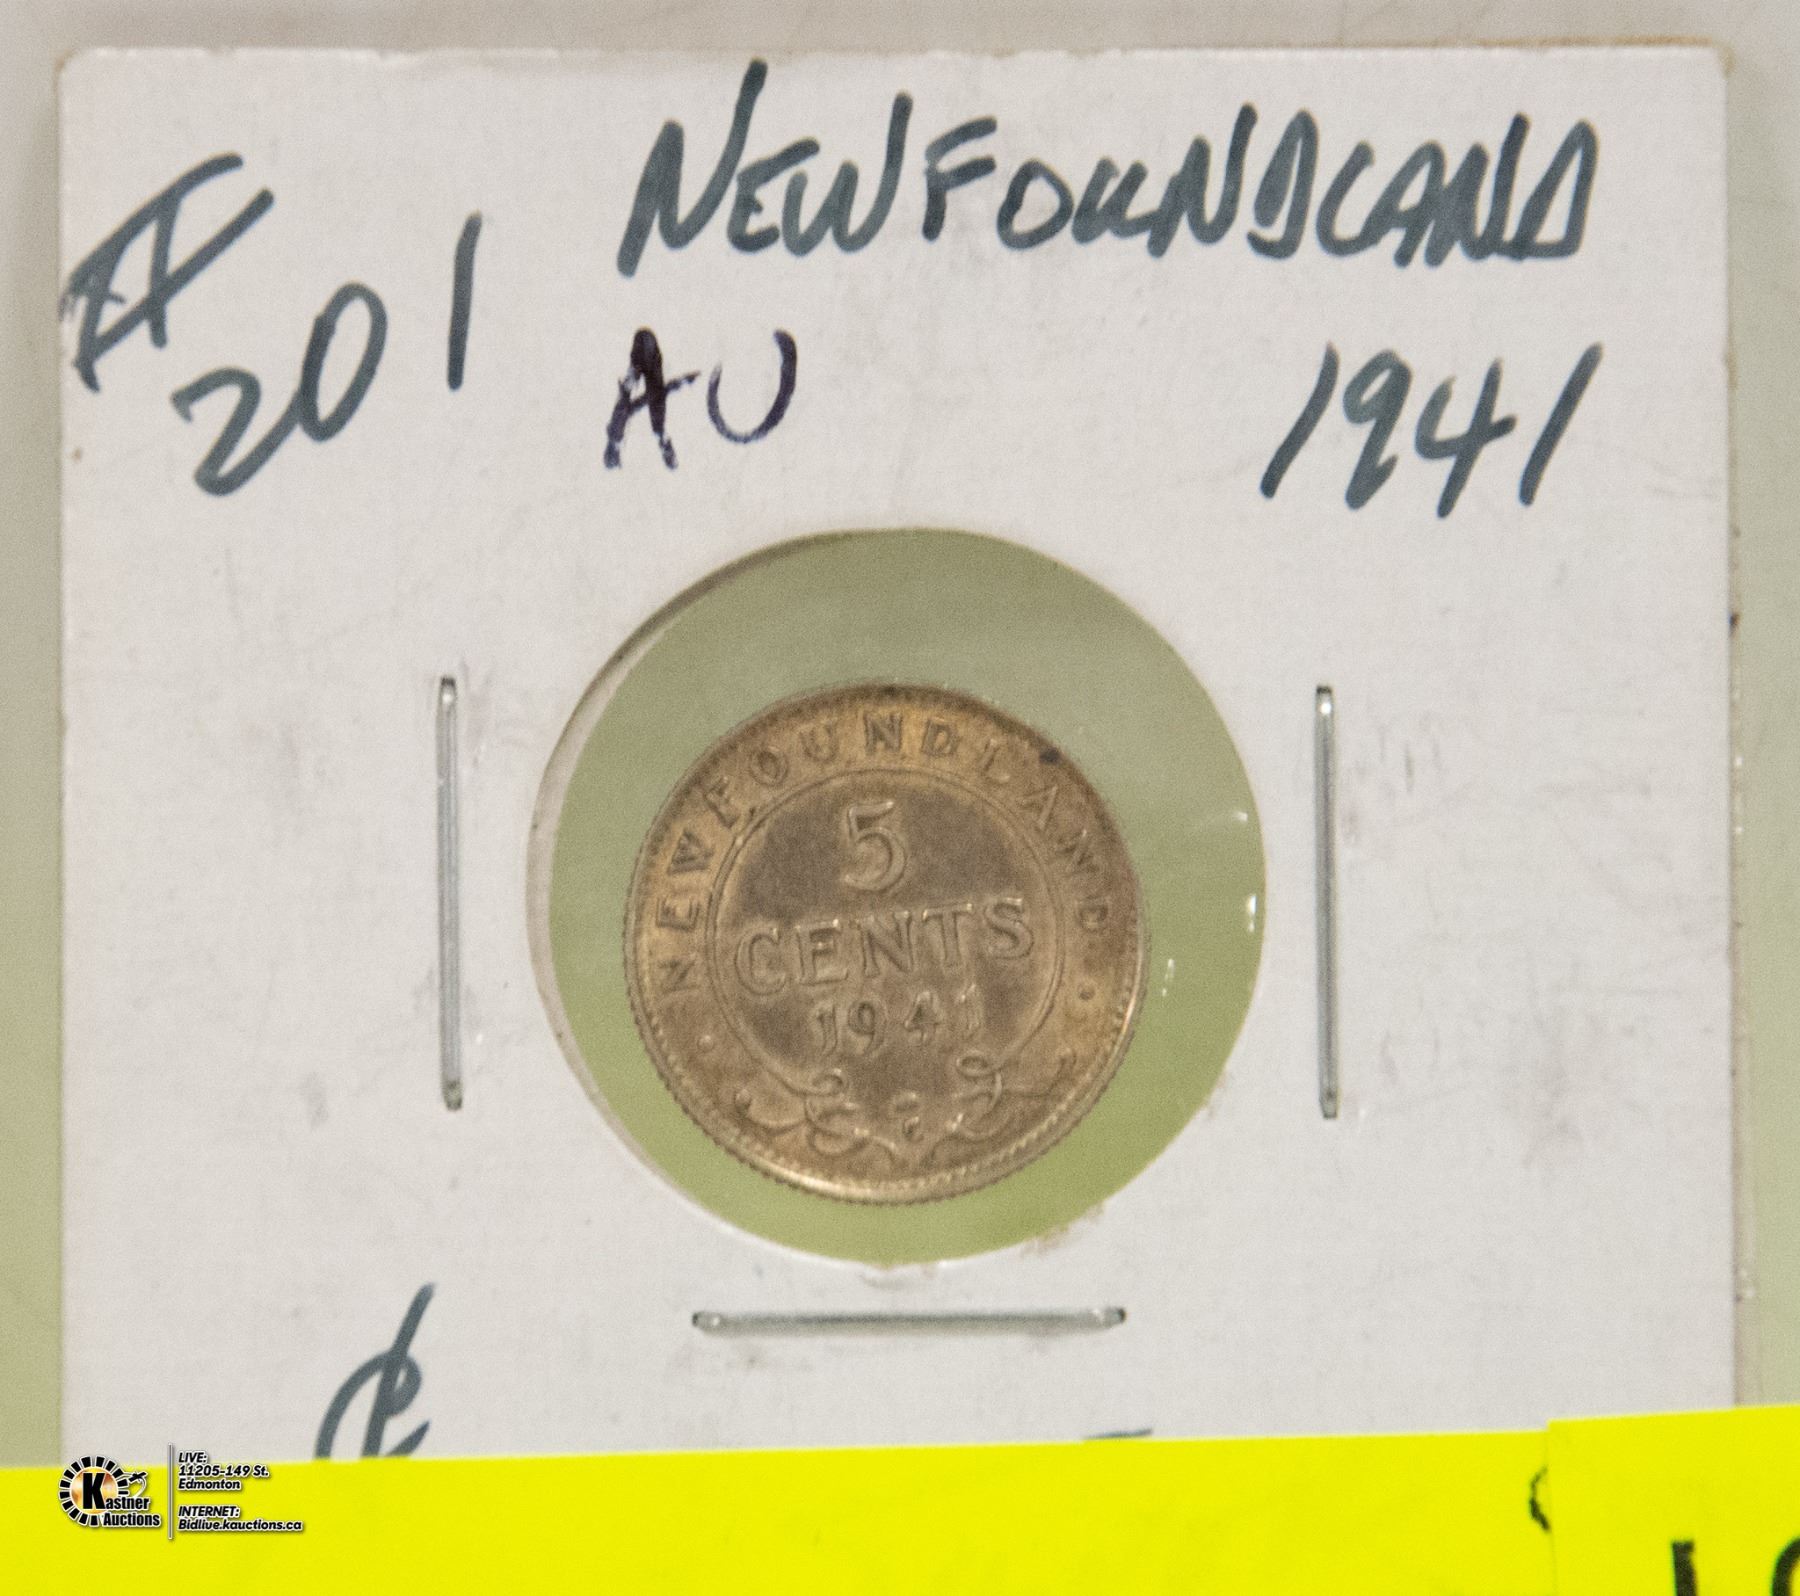 NEWFOUNDLAND
#
201
AU
1941
NEWFOUNDLAND
5
CENTS
1941
¢
Kastner
Auctions
LIVE:
11205-149 St.
Edmonton
INTERNET:
Bidlive.kauctions.ca